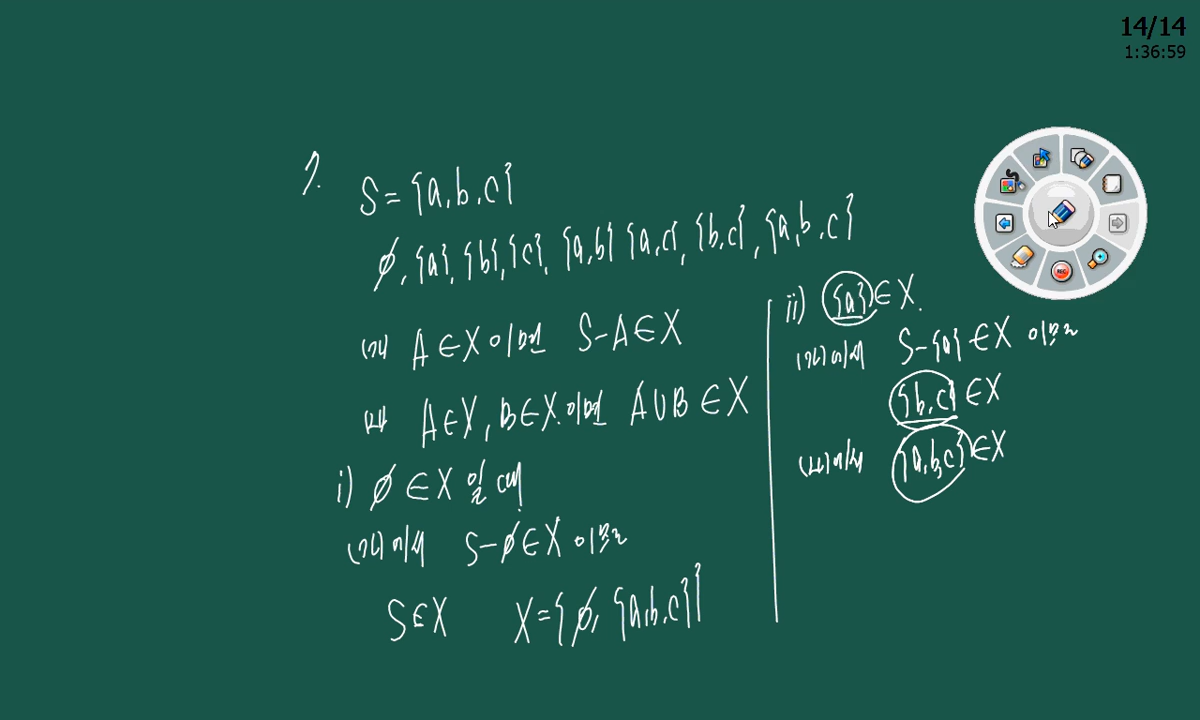 14/14
1:36:59
7.
S={a,b,c}
∅, {a}, {b}, {c}, {a,b} {a,c}, {b,c}, {a,b,c}
(가) A∈X 이면 S-A∈X
(나) A∈X, B∈X 이면 A∪B∈X
i) ∅∈X 일 때
(가)에서 S-∅∈X 이므로
S∈X X={∅, {a,b,c}}
ii) {a}∈X.
(가)에서 S-{a}∈X 이므로
{b,c}∈X
(나)에서 {a,b,c}∈X
REC